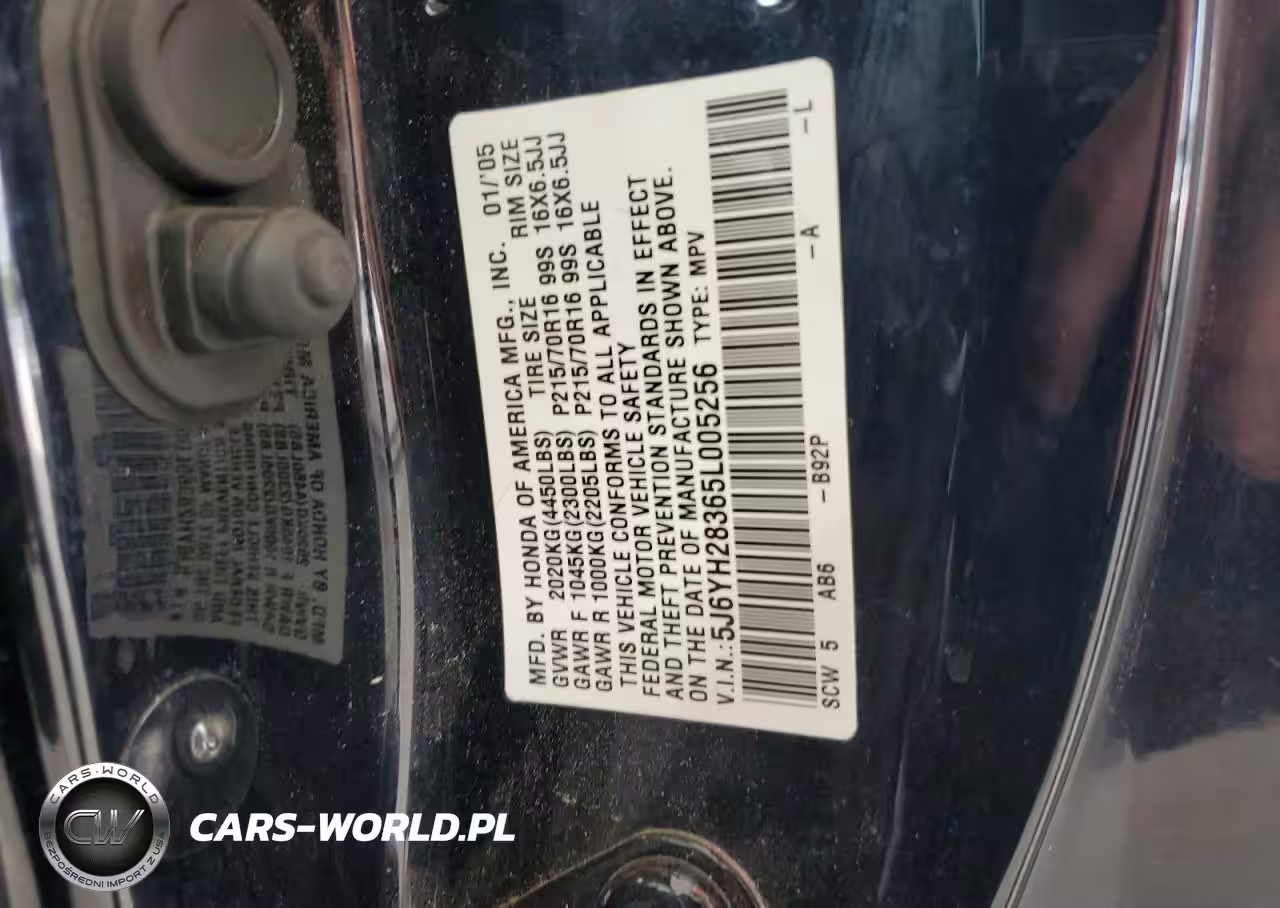 MFD. BY HONDA OF AMERICA MFG., INC. 01/'05
GVWR 2020KG(4450LBS) TIRE SIZE RIM SIZE
GAWR F 1045KG(2300LBS) P215/70R16 99S 16X6.5JJ
GAWR R 1000KG(2205LBS) P215/70R16 99S 16X6.5JJ
THIS VEHICLE CONFORMS TO ALL APPLICABLE
FEDERAL MOTOR VEHICLE SAFETY
AND THEFT PREVENTION STANDARDS IN EFFECT
ON THE DATE OF MANUFACTURE SHOWN ABOVE.
V.I.N.:5J6YH28365L005256 TYPE: MPV
SCW 5 AB6 -B92P -A -L
CARS-WORLD
CW
BEZPOŚREDNI IMPORT Z USA
CARS-WORLD.PL